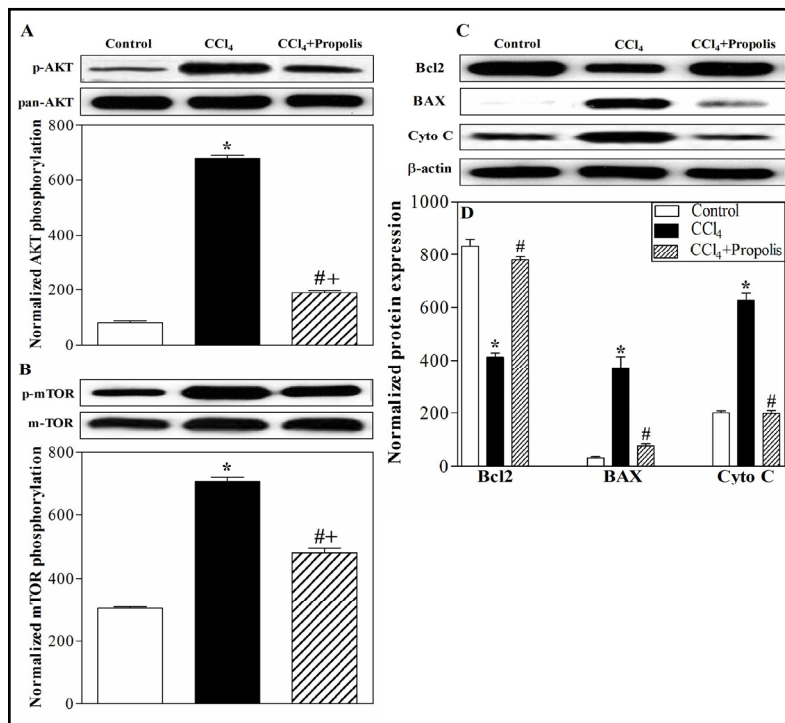 A
Control CCl₄ CCl₄+Propolis
p-AKT
pan-AKT
Normalized AKT phosphorylation
800
600
400
200
0
*
#+
B
p-mTOR
m-TOR
Normalized mTOR phosphorylation
800
600
400
200
0
*
#+
C
Control CCl₄ CCl₄+Propolis
Bcl2
BAX
Cyto C
β-actin
D
Normalized protein expression
1000
800
600
400
200
0
Control
CCl₄
CCl₄+Propolis
* #
* #
* #
Bcl2 BAX Cyto C